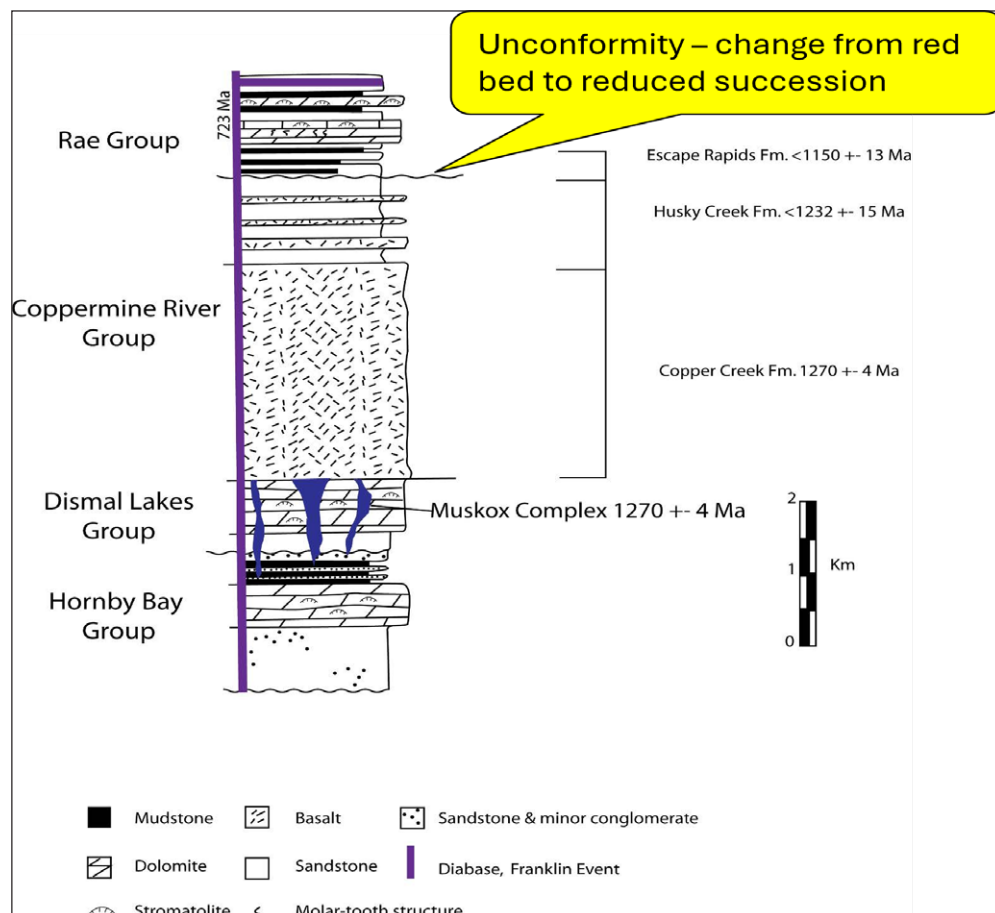 Unconformity – change from red
bed to reduced succession
723 Ma
Rae Group
Escape Rapids Fm. <1150 +- 13 Ma
Husky Creek Fm. <1232 +- 15 Ma
Coppermine River
Group
Copper Creek Fm. 1270 +- 4 Ma
Dismal Lakes
Group
Muskox Complex 1270 +- 4 Ma
2
1
0
Km
Hornby Bay
Group
Mudstone
Basalt
Sandstone & minor conglomerate
Dolomite
Sandstone
Diabase, Franklin Event
Stromatolite
Molar-tooth structure